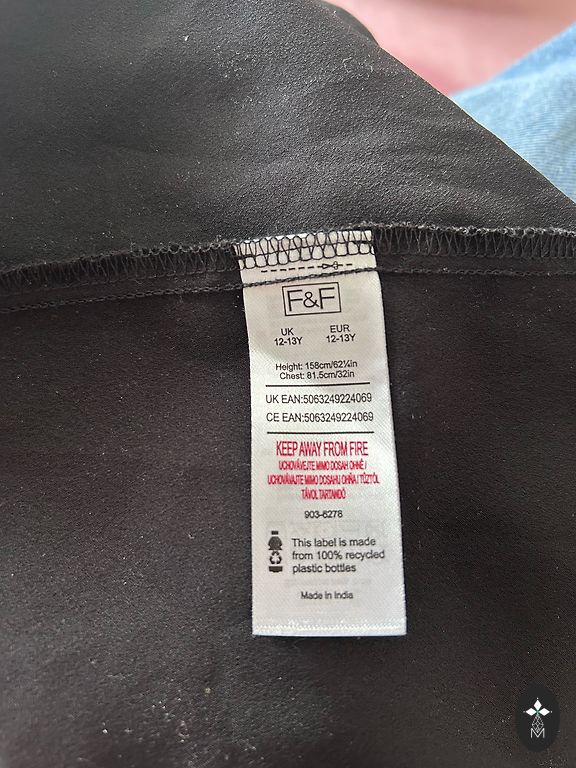 F&F
UK EUR
12-13Y 12-13Y
Height: 158cm/62¼in
Chest: 81.5cm/32in
UK EAN:5063249224069
CE EAN:5063249224069
KEEP AWAY FROM FIRE
UCHOVÁVEJTE MIMO DOSAH OHNĚ /
UCHOVÁVAJTE MIMO DOSAHU OHŇA / TŰZTŐL
TÁVOL TARTANDÓ
903-6278
This label is made
from 100% recycled
plastic bottles
Made in India
M